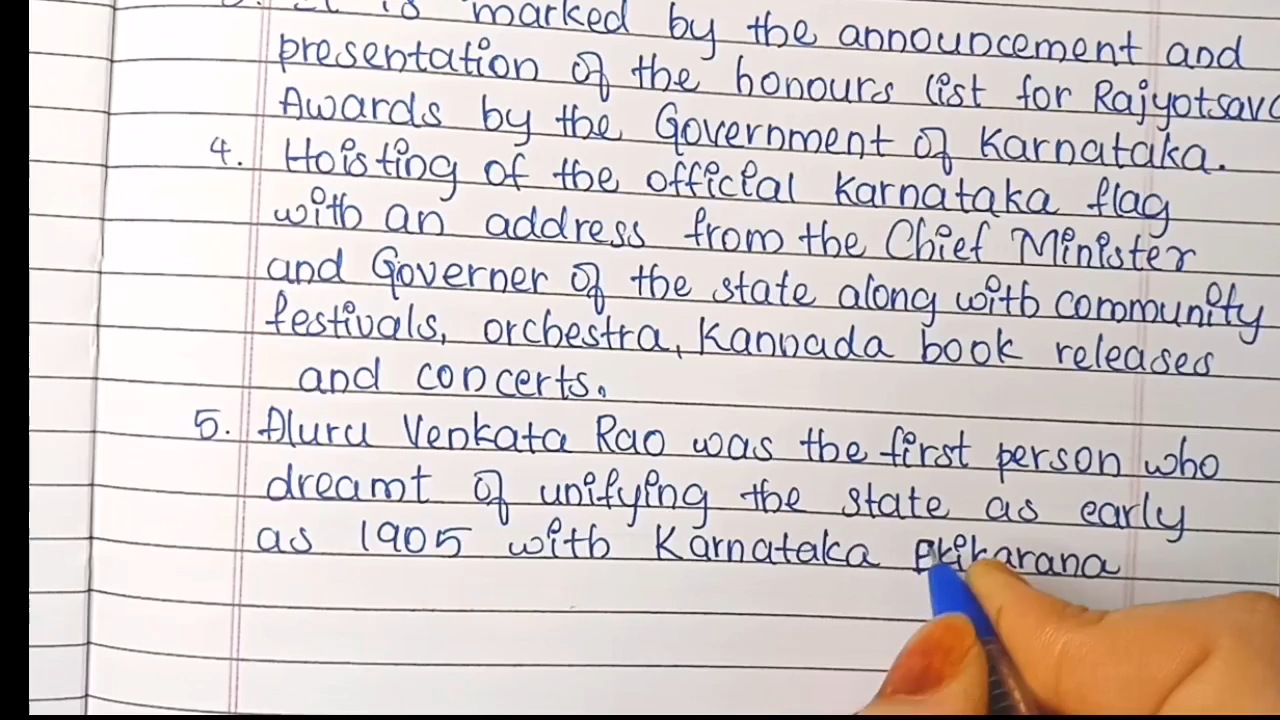 is marked by the announcement and
presentation of the honours list for Rajyotsava
Awards by the Government of Karnataka.
4. Hoisting of the official Karnataka flag
with an address from the Chief Minister
and Governer of the state along with community
festivals, orchestra, Kannada book releases
and concerts.
5. Aluru Venkata Rao was the first person who
dreamt of unifying the state as early
as 1905 with Karnataka Ekikarana